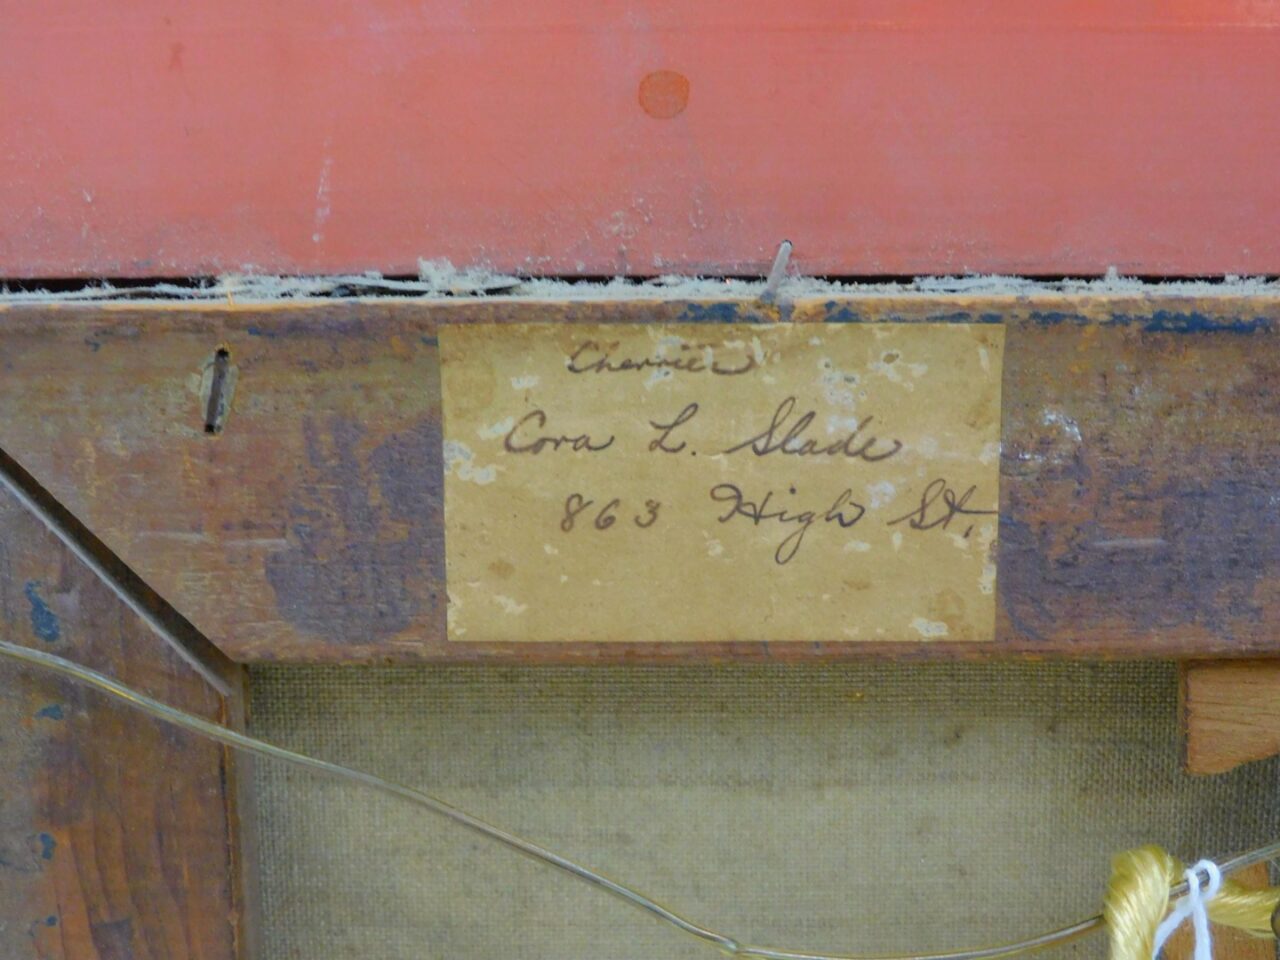 Cherries
Cora L. Slade
863 High St.